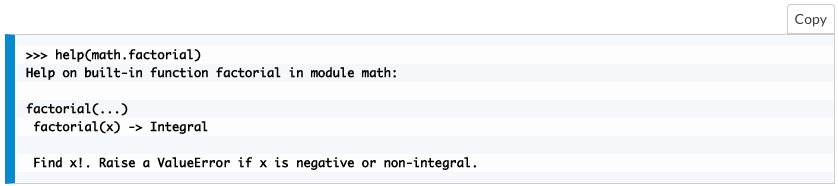 Copy
>>> help(math.factorial)
Help on built-in function factorial in module math:
factorial(...)
factorial(x) -> Integral
Find x!. Raise a ValueError if x is negative or non-integral.